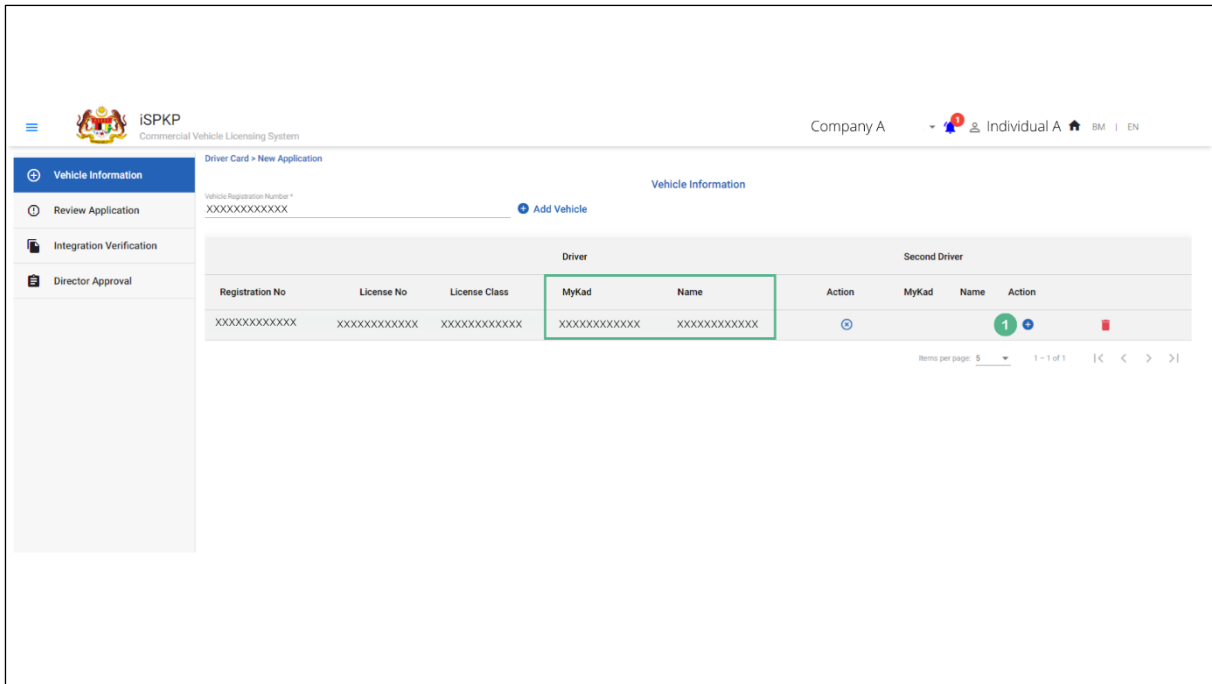 iSPKP
Commercial Vehicle Licensing System
Company A
1
Individual A
BM | EN
Vehicle Information
Review Application
Integration Verification
Director Approval
Driver Card > New Application
Vehicle Information
Vehicle Registration Number *
XXXXXXXXXXXX
Add Vehicle
Driver Second Driver
Registration No License No License Class MyKad Name Action MyKad Name Action
XXXXXXXXXXXX XXXXXXXXXXXX XXXXXXXXXXXX XXXXXXXXXXXX XXXXXXXXXXXX 1
Items per page: 5 1 – 1 of 1